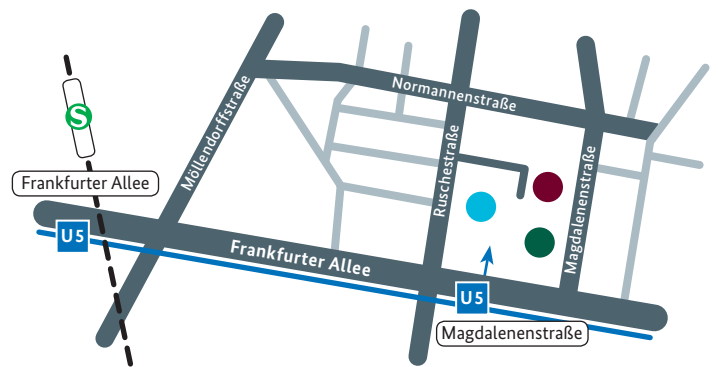 Normannenstraße
Möllendorffstraße
S
Ruschestraße
Magdalenenstraße
Frankfurter Allee
U5
Frankfurter Allee
U5
Magdalenenstraße